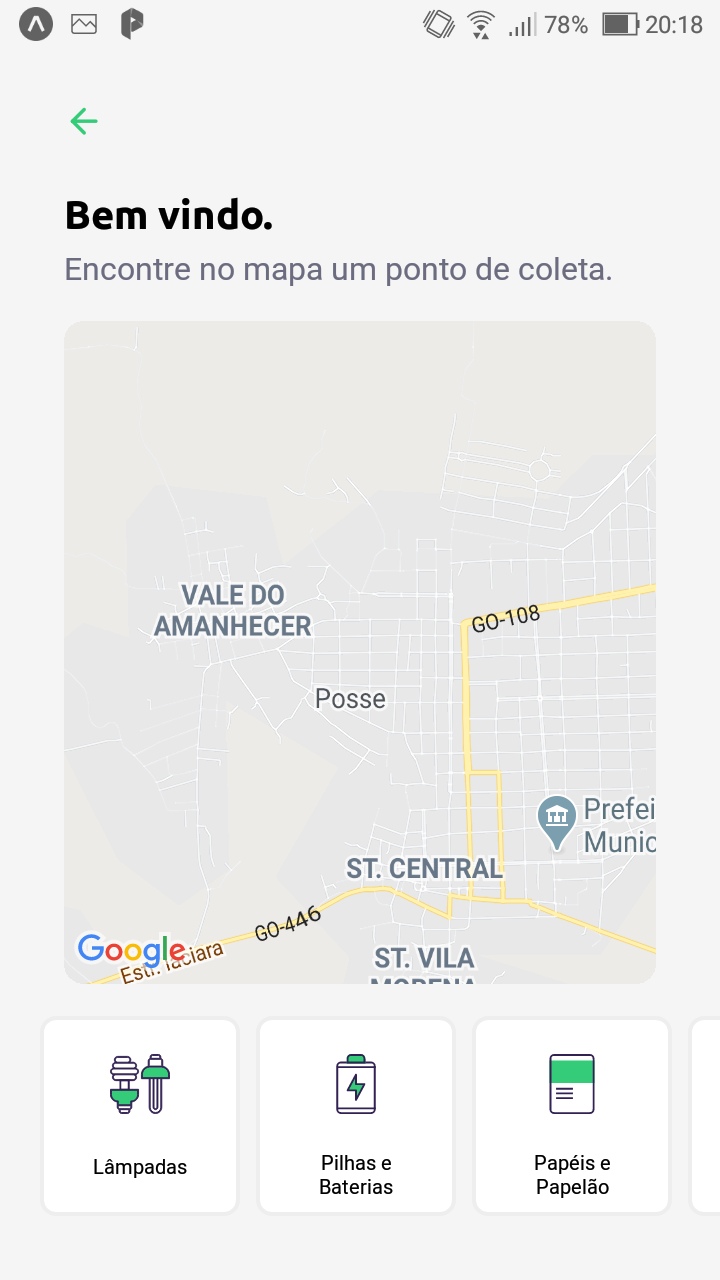 78% 20:18
Bem vindo.
Encontre no mapa um ponto de coleta.
VALE DO
AMANHECER
GO-108
Posse
Prefei
Munic
ST. CENTRAL
GO-446
Google
Estr. Iaciara
ST. VILA
MORENA
Lâmpadas
Pilhas e
Baterias
Papéis e
Papelão